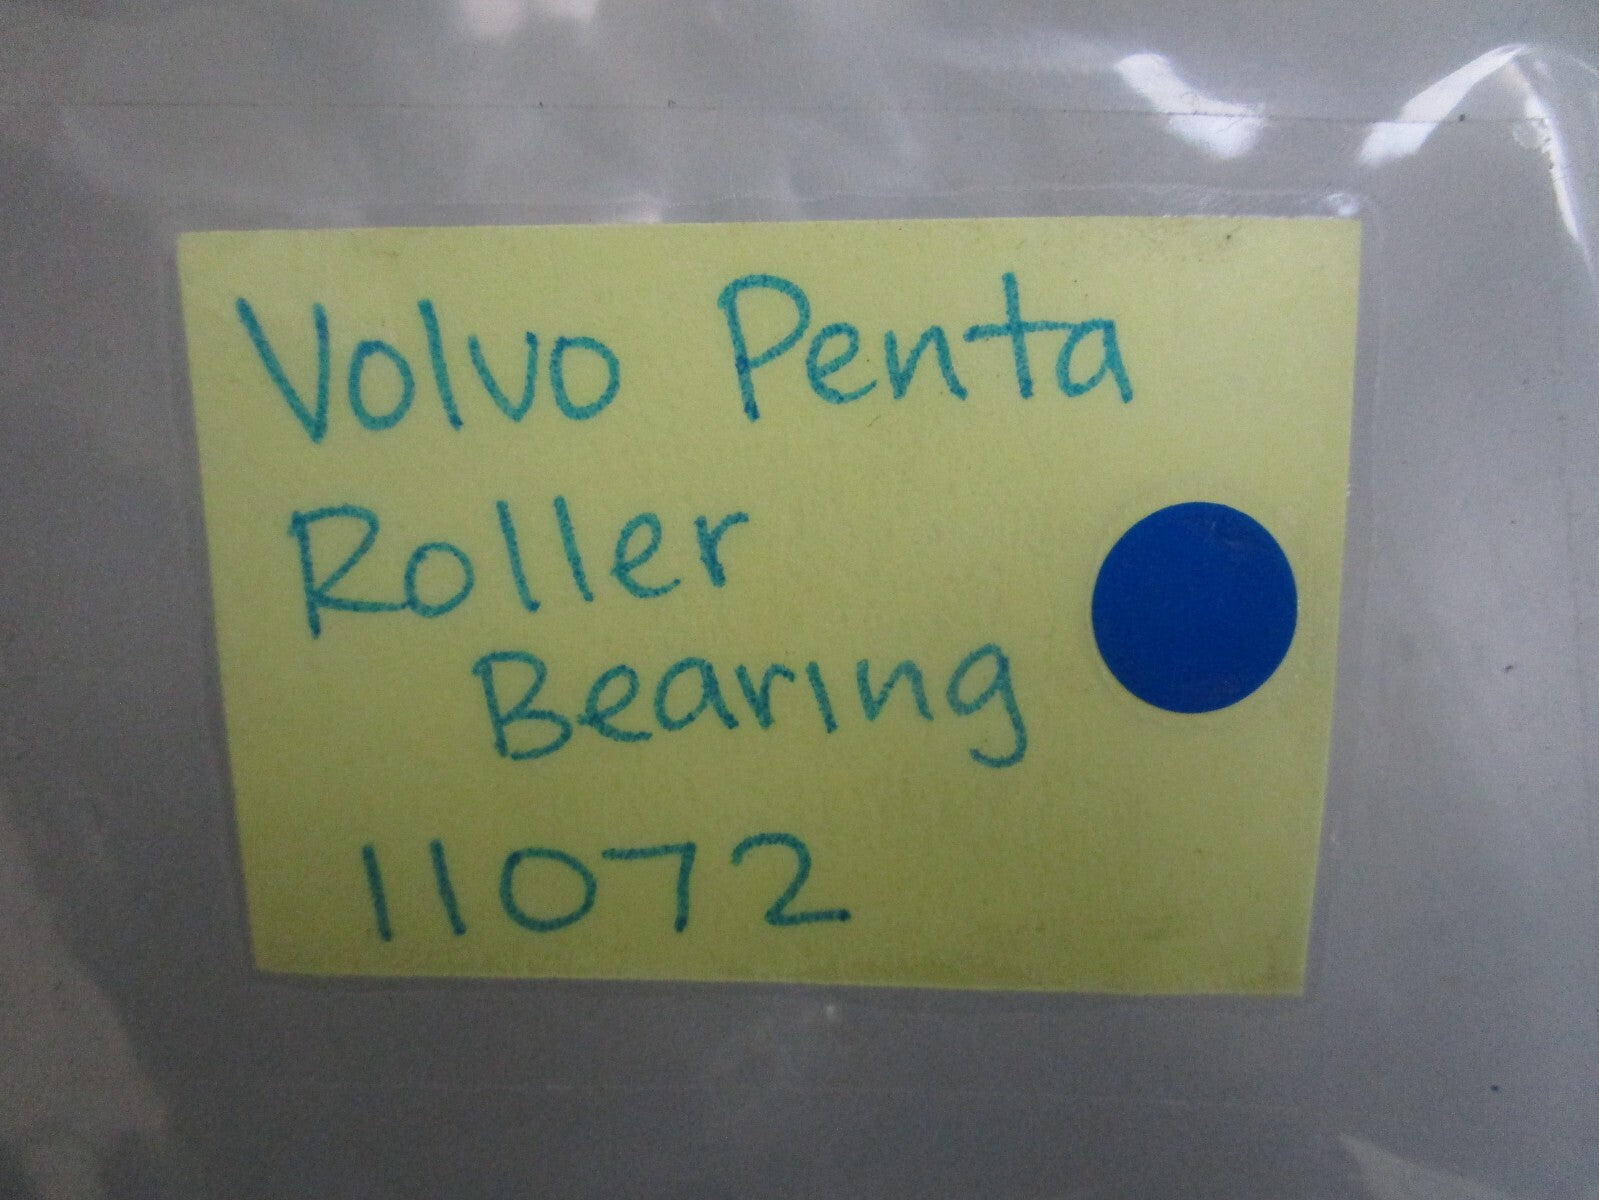 Volvo Penta
Roller
Bearing
11072